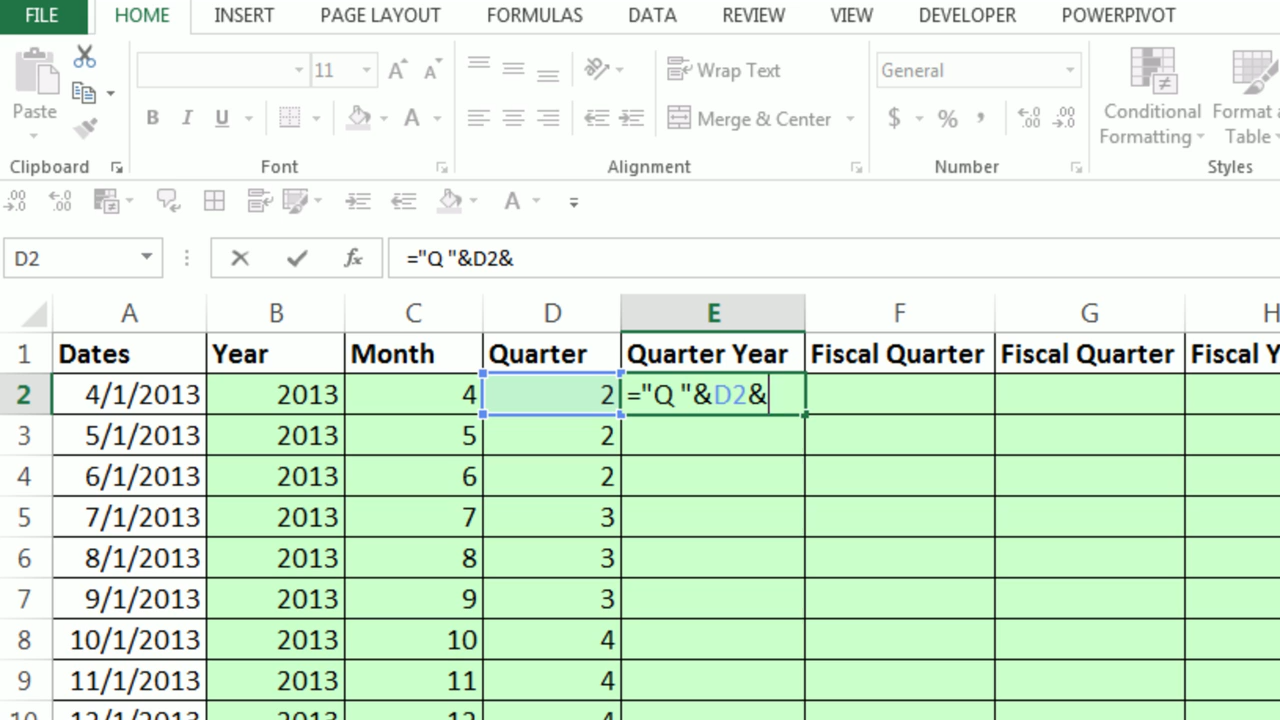 FILE HOME INSERT PAGE LAYOUT FORMULAS DATA REVIEW VIEW DEVELOPER POWERPIVOT
11 A A Wrap Text General
Paste B I U A Merge & Center $ % , .00 .00 Conditional Formatting Format a Table
Clipboard Font Alignment Number Styles
D2 fx ="Q "&D2&
A B C D E F G H
1 Dates Year Month Quarter Quarter Year Fiscal Quarter Fiscal Quarter Fiscal Y
2 4/1/2013 2013 4 2 ="Q "&D2&
3 5/1/2013 2013 5 2
4 6/1/2013 2013 6 2
5 7/1/2013 2013 7 3
6 8/1/2013 2013 8 3
7 9/1/2013 2013 9 3
8 10/1/2013 2013 10 4
9 11/1/2013 2013 11 4
10 12/1/2013 2013 12 4